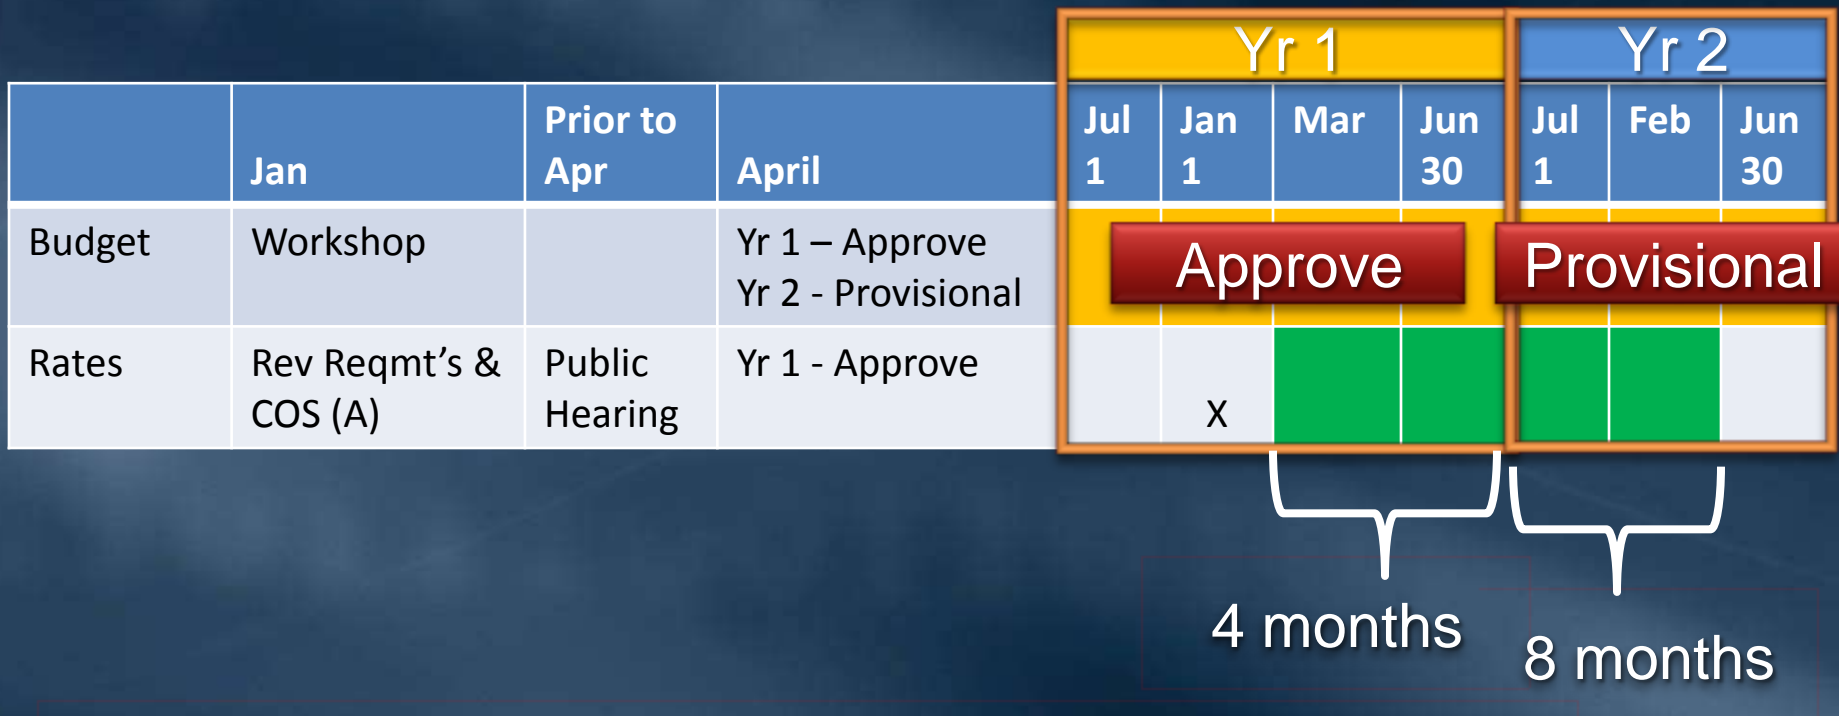 Yr 1
Yr 2
Jan
Prior to
Apr
April
Jul
1
Jan
1
Mar
Jun
30
Jul
1
Feb
Jun
30
Budget
Workshop
Yr 1 – Approve
Yr 2 - Provisional
Approve
Provisional
Rates
Rev Reqmt's &
COS (A)
Public
Hearing
Yr 1 - Approve
X
4 months
8 months